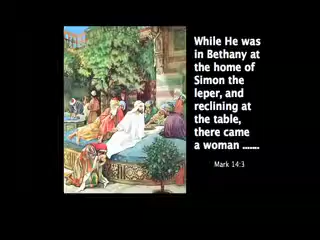 While He was
in Bethany at
the home of
Simon the
leper, and
reclining at
the table,
there came
a woman .......
Mark 14:3